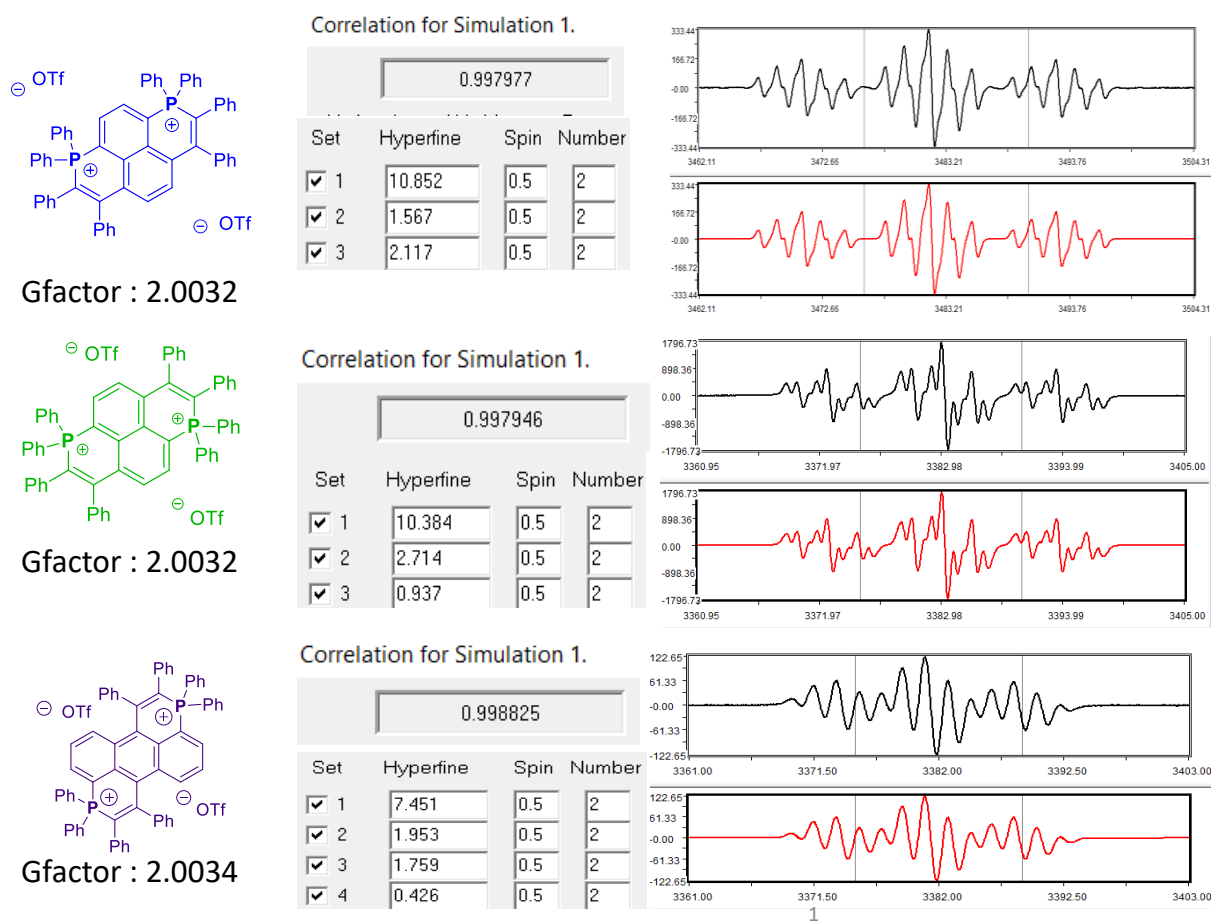 Correlation for Simulation 1.
0.997977
Set Hyperfine Spin Number
1 10.852 0.5 2
2 1.567 0.5 2
3 2.117 0.5 2
⊖ OTf
Ph Ph Ph
P Ph
⊕
Ph
Ph P Ph
⊕
Ph
Ph
⊖ OTf
Gfactor : 2.0032
333.44
166.72
-0.00
-166.72
-333.44
3462.11 3472.66 3483.21 3493.76 3504.31
333.44
166.72
-0.00
-166.72
-333.44
3462.11 3472.66 3483.21 3493.76 3504.31
Correlation for Simulation 1.
0.997946
Set Hyperfine Spin Number
1 10.384 0.5 2
2 2.714 0.5 2
3 0.937 0.5 2
⊖ OTf
Ph
Ph
Ph ⊕
P Ph
Ph P Ph
⊕
Ph
Ph
⊖ OTf
Gfactor : 2.0032
1796.73
898.36
0.00
-898.36
-1796.73
3360.95 3371.97 3382.98 3393.99 3405.00
1796.73
898.36
0.00
-898.36
-1796.73
3360.95 3371.97 3382.98 3393.99 3405.00
Correlation for Simulation 1.
0.998825
Set Hyperfine Spin Number
1 7.451 0.5 2
2 1.953 0.5 2
3 1.759 0.5 2
4 0.426 0.5 2
Ph
Ph Ph
P Ph
⊕
⊖ OTf
Ph ⊕
P Ph
Ph
Ph
⊖ OTf
Gfactor : 2.0034
122.65
61.33
-0.00
-61.33
-122.65
3361.00 3371.50 3382.00 3392.50 3403.00
122.65
61.33
-0.00
-61.33
-122.65
3361.00 3371.50 3382.00 3392.50 3403.00
1